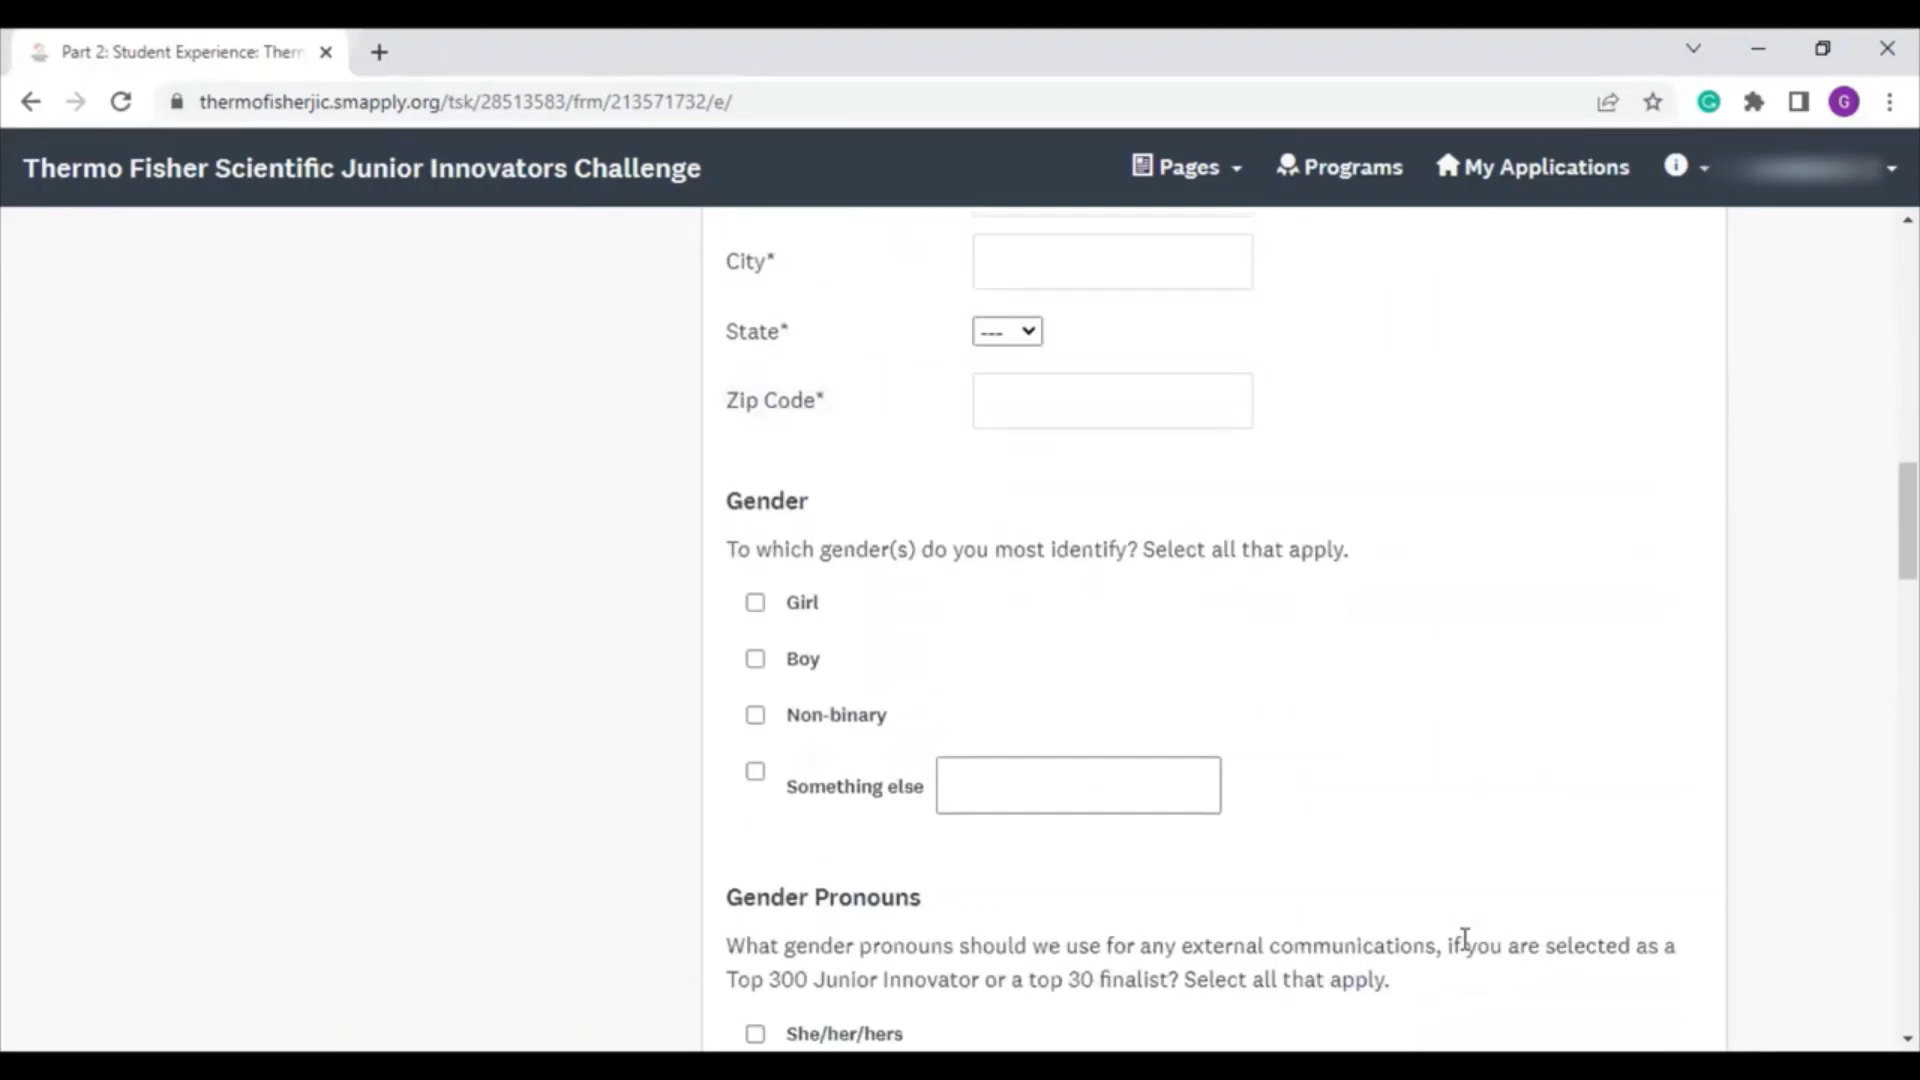 Part 2: Student Experience: Therm
thermofisherjic.smapply.org/tsk/28513583/frm/213571732/e/
G
Thermo Fisher Scientific Junior Innovators Challenge
Pages
Programs
My Applications
City*
State*
---
Zip Code*
Gender
To which gender(s) do you most identify? Select all that apply.
Girl
Boy
Non-binary
Something else
Gender Pronouns
What gender pronouns should we use for any external communications, if you are selected as a
Top 300 Junior Innovator or a top 30 finalist? Select all that apply.
She/her/hers